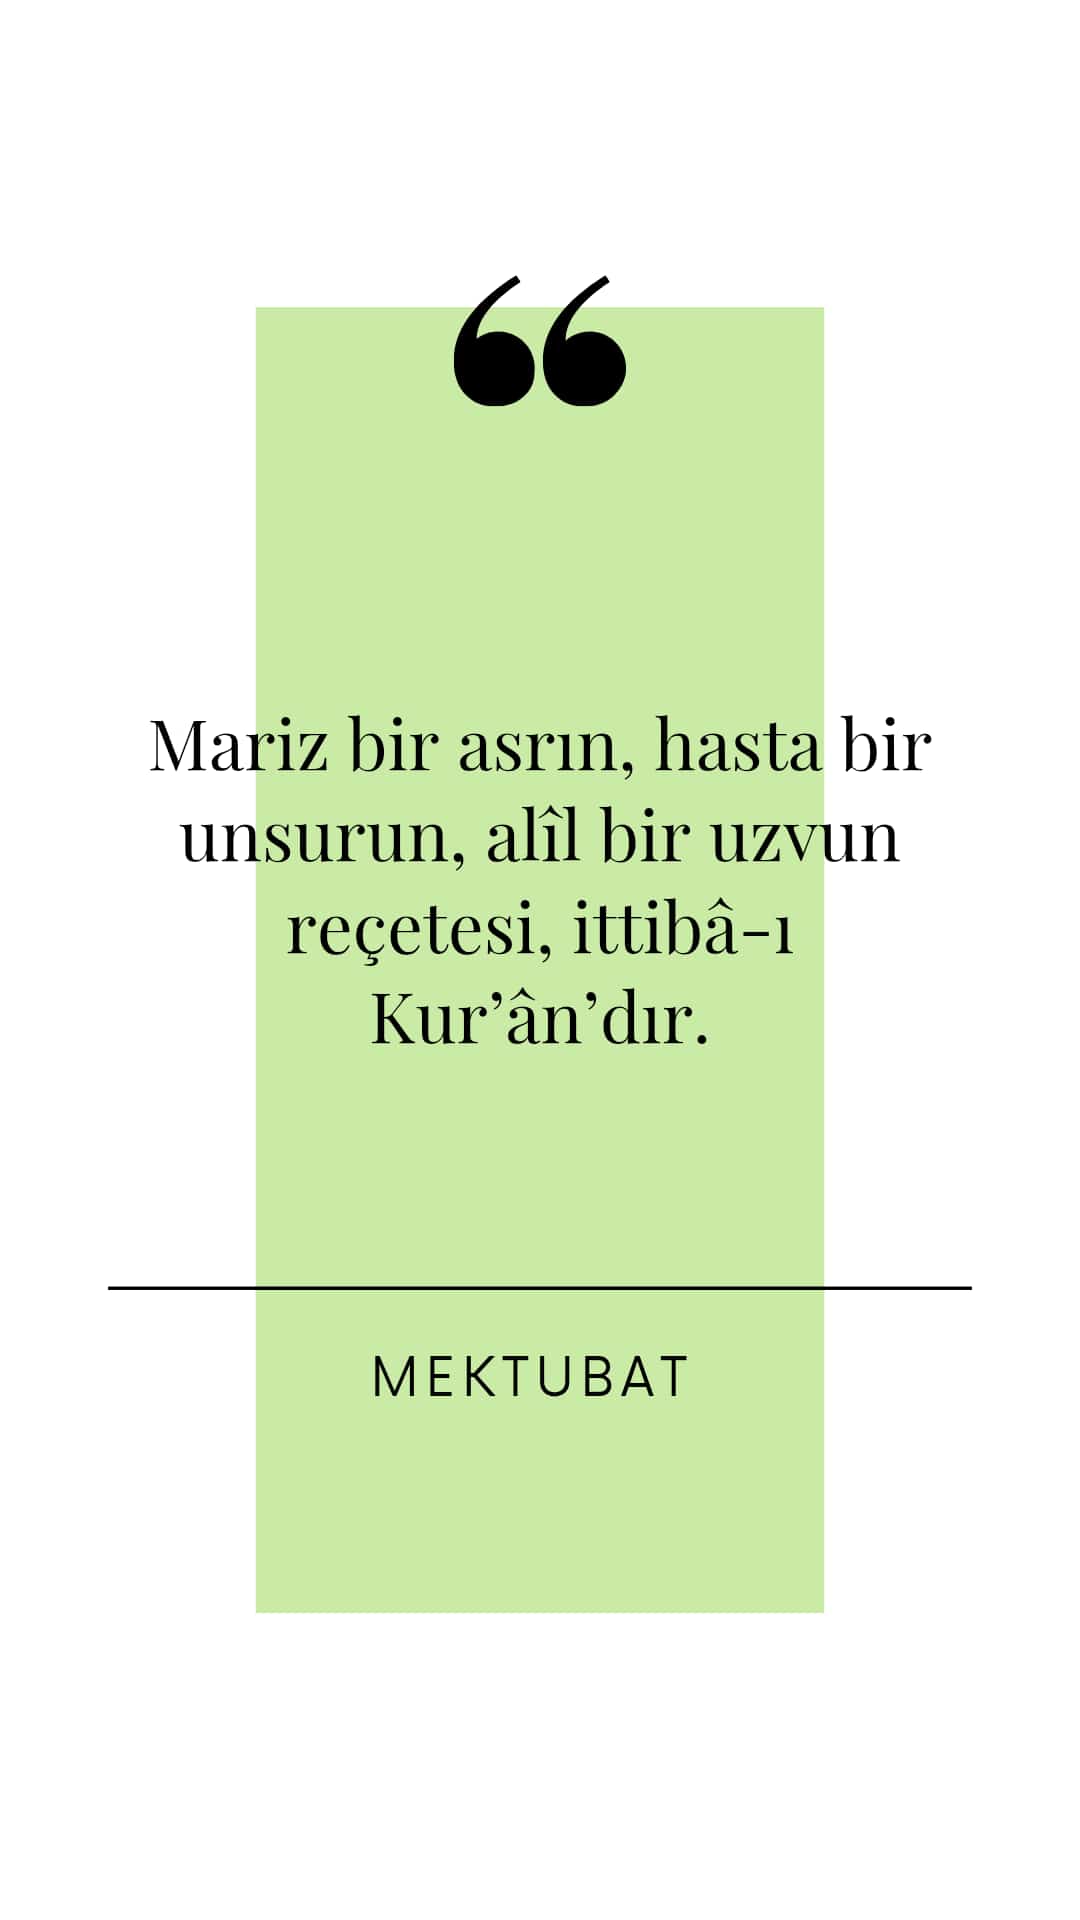 “
Mariz bir asrın, hasta bir
unsurun, alîl bir uzvun
reçetesi, ittibâ-ı
Kur’ân’dır.
MEKTUBAT